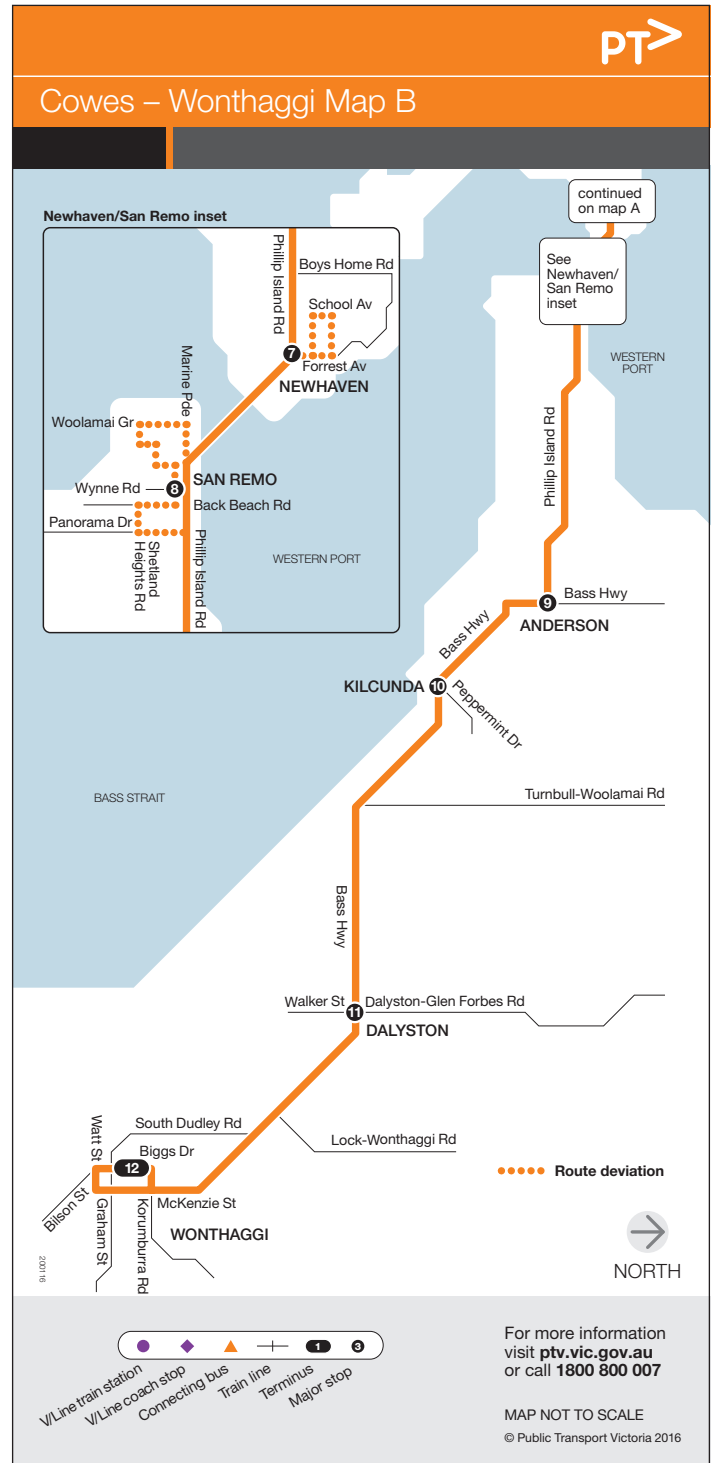 PT>
Cowes – Wonthaggi Map B
continued
on map A
Newhaven/San Remo inset
See
Newhaven/
San Remo
inset
Phillip Island Rd
Boys Home Rd
School Av
7
Forrest Av
NEWHAVEN
Marine Pde
Woolamai Gr
SAN REMO
Wynne Rd
8
Back Beach Rd
Panorama Dr
Shetland
Heights Rd
Phillip Island Rd
WESTERN PORT
WESTERN
PORT
Phillip Island Rd
9
Bass Hwy
ANDERSON
Bass Hwy
KILCUNDA
10
Peppermint Dr
BASS STRAIT
Turnbull-Woolamai Rd
Bass Hwy
Walker St
11
Dalyston-Glen Forbes Rd
DALYSTON
South Dudley Rd
Lock-Wonthaggi Rd
Watt St
Biggs Dr
12
Bilson St
Graham St
Korumburra Rd
McKenzie St
WONTHAGGI
Route deviation
NORTH
200116
1
3
V/Line train station
V/Line coach stop
Connecting bus
Train line
Terminus
Major stop
For more information
visit ptv.vic.gov.au
or call 1800 800 007
MAP NOT TO SCALE
© Public Transport Victoria 2016